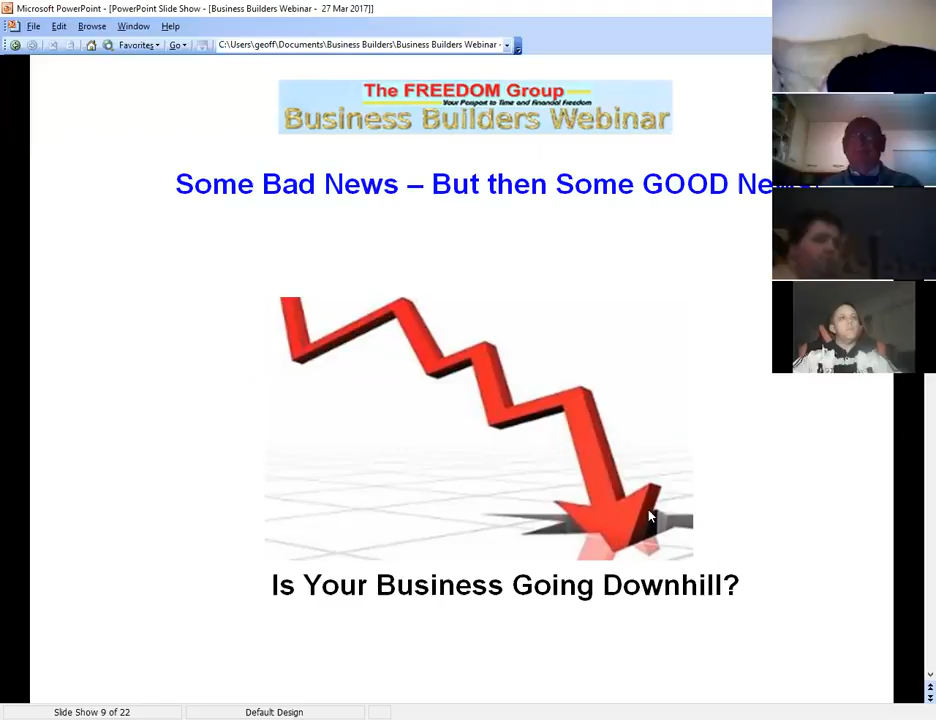 Microsoft PowerPoint - [PowerPoint Slide Show - [Business Builders Webinar - 27 Mar 2017]]
File Edit Browse Window Help
Favorites Go C:\Users\geoff\Documents\Business Builders\Business Builders Webinar -
The FREEDOM Group
Your Passport to Time and Financial Freedom
Business Builders Webinar
Some Bad News – But then Some GOOD News!
Is Your Business Going Downhill?
Slide Show 9 of 22 Default Design